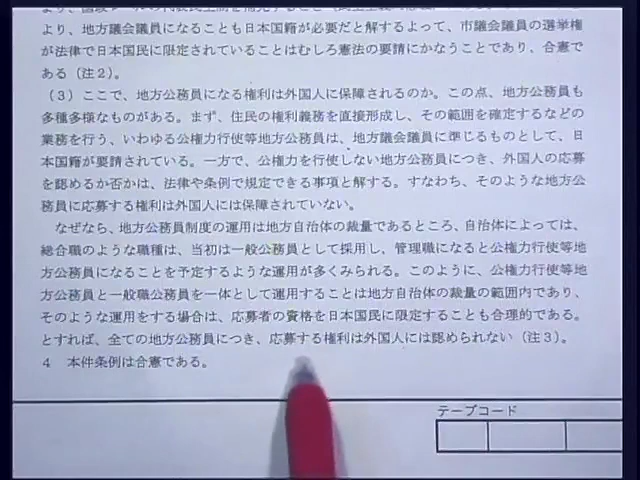 より、地方議会議員になることも日本国籍が必要だと解するよって、市議会議員の選挙権
が法律で日本国民に限定されていることはむしろ憲法の要請にかなうことであり、合憲で
ある（注２）。
（３）ここで、地方公務員になる権利は外国人に保障されるのか。この点、地方公務員も
多種多様なものがある。まず、住民の権利義務を直接形成し、その範囲を確定するなどの
業務を行う、いわゆる公権力行使等地方公務員は、地方議会議員に準じるものとして、日
本国籍が要請されている。一方で、公権力を行使しない地方公務員につき、外国人の応募
を認めるか否かは、法律や条例で規定できる事項と解する。すなわち、そのような地方公
務員に応募する権利は外国人には保障されていない。
なぜなら、地方公務員制度の運用は地方自治体の裁量であるところ、自治体によっては、
総合職のような職種は、当初は一般公務員として採用し、管理職になると公権力行使等地
方公務員になることを予定するような運用が多くみられる。このように、公権力行使等地
方公務員と一般職公務員を一体として運用することは地方自治体の裁量の範囲内であり、
そのような運用をする場合は、応募者の資格を日本国民に限定することも合理的である。
とすれば、全ての地方公務員につき、応募する権利は外国人には認められない（注３）。
４　本件条例は合憲である。
テープコード